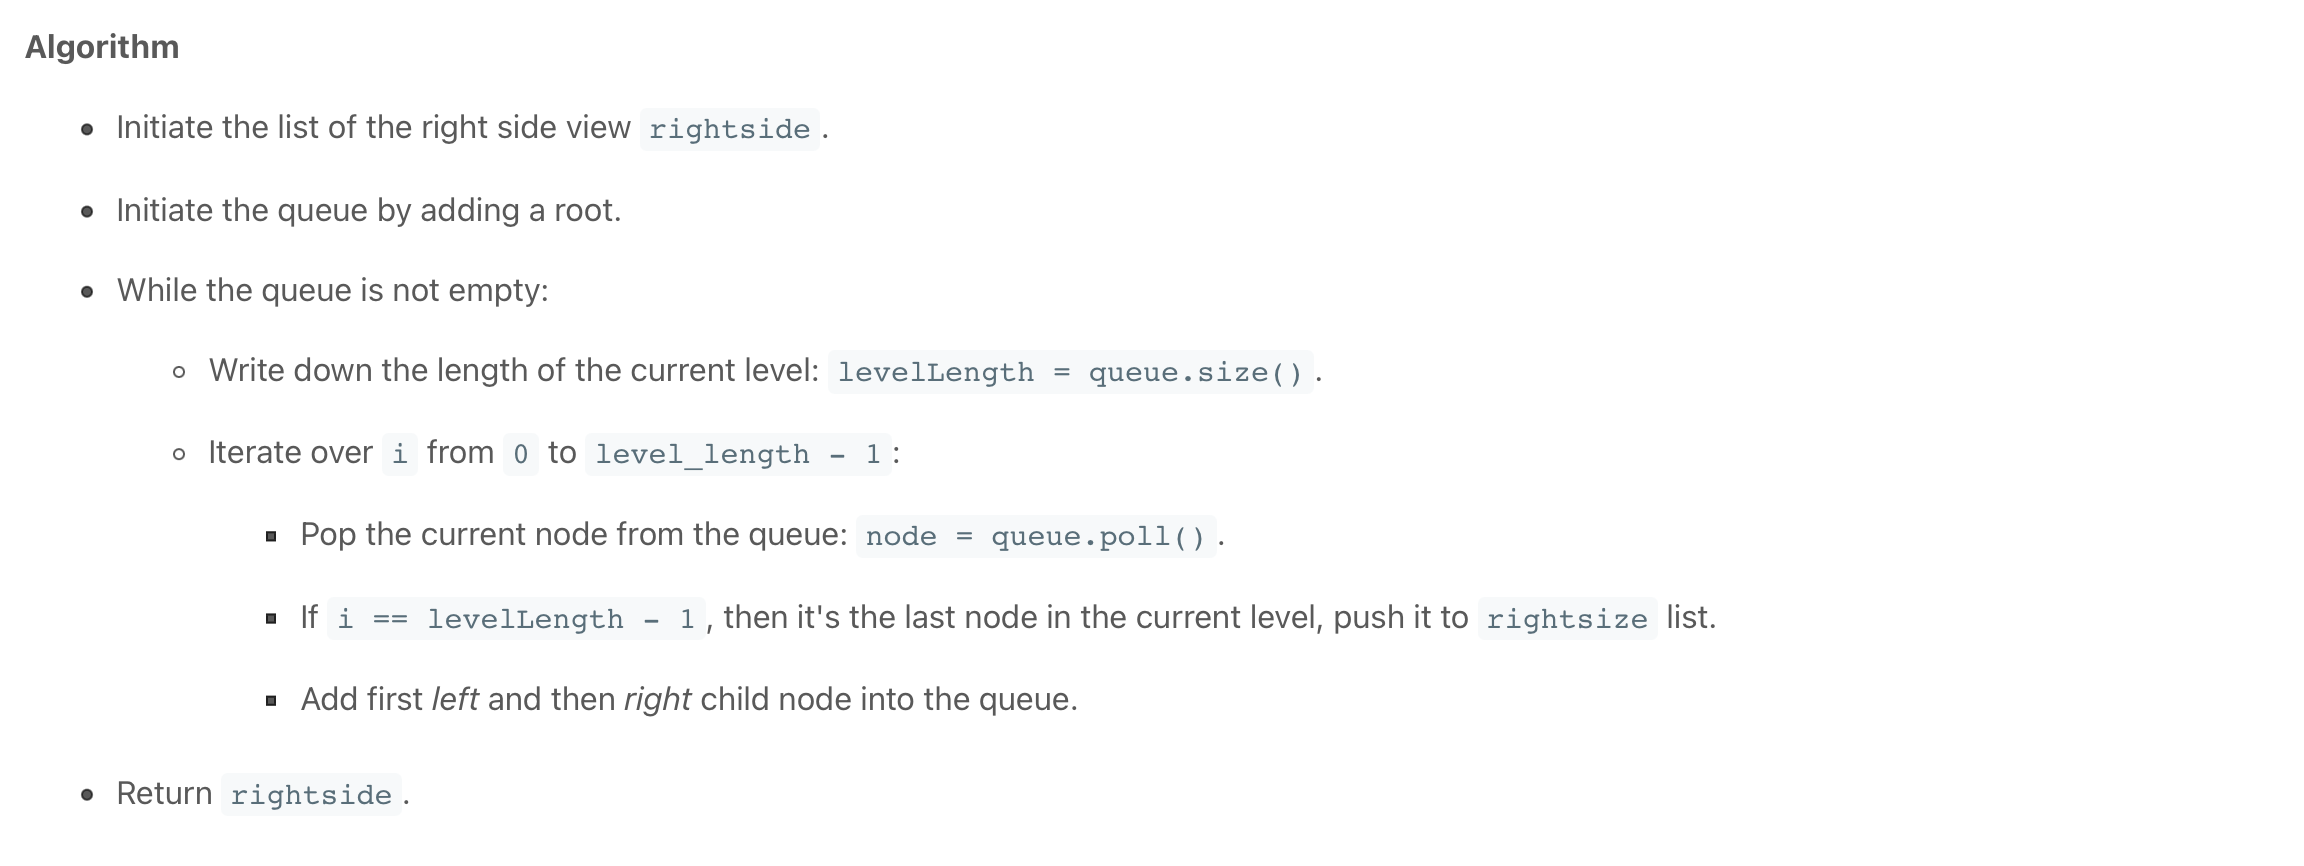 Algorithm
Initiate the list of the right side view rightside.
Initiate the queue by adding a root.
While the queue is not empty:
Write down the length of the current level: levelLength = queue.size().
Iterate over i from 0 to level_length - 1:
Pop the current node from the queue: node = queue.poll().
If i == levelLength - 1, then it's the last node in the current level, push it to rightsize list.
Add first left and then right child node into the queue.
Return rightside.